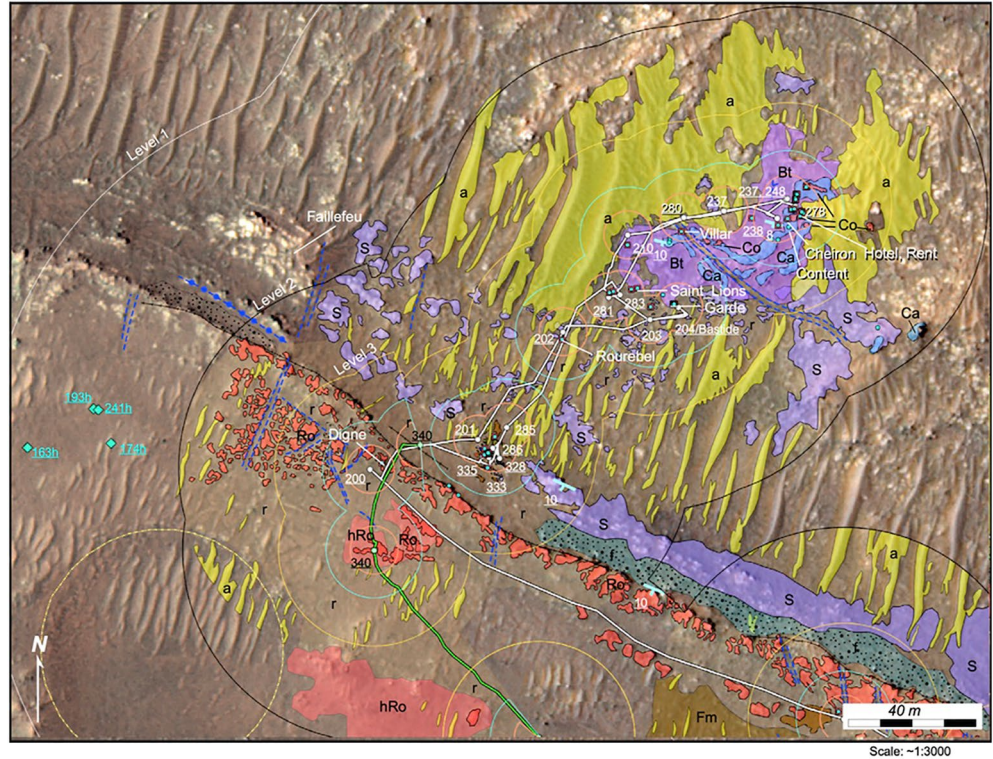 Level 1
a
a
Bt
a
237, 248
Faillefeu
280
237
a
278
Co
S
Villar
238
8
210
10
Co
Cheiron
Hotel, Rent
Bt
Ca
Ca
Content
Level 2
Saint_Lions
S
281
283
Garde
S
Ca
202
203
204/Bastide
r
Level 3
Rourebel
r
r
a
S
193h
241h
r
r
S
r
Ro
Digne
340
201
285
S
163h
174h
286
335
328
200
r
333
10
r
r
S
hRo
Ro
f
a
340
Ro
a
10
r
S
f
S
N
r
hRo
40 m
Fm
Scale: ~1:3000